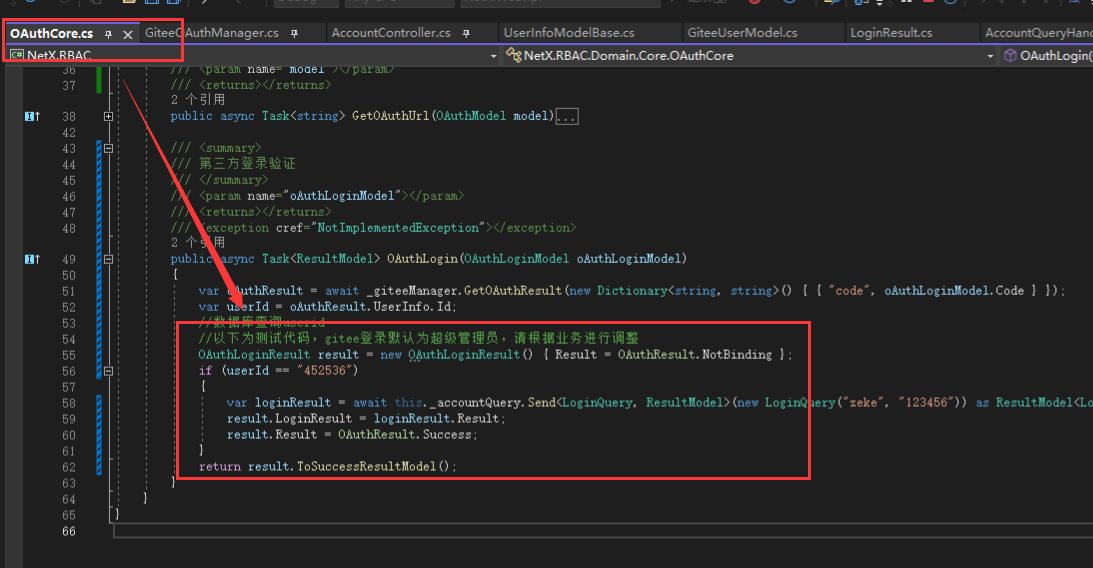 OAuthCore.cs GiteeOAuthManager.cs AccountController.cs UserInfoModelBase.cs GiteeUserModel.cs LoginResult.cs AccountQueryHand
C# NetX.RBAC NetX.RBAC.Domain.Core.OAuthCore OAuthLogin(
36 /// <param name="model"></param>
37 /// <returns></returns>
2 个引用
38 public async Task<string> GetOAuthUrl(OAuthModel model)...
42
43 /// <summary>
44 /// 第三方登录验证
45 /// </summary>
46 /// <param name="oAuthLoginModel"></param>
47 /// <returns></returns>
48 /// <exception cref="NotImplementedException"></exception>
2 个引用
49 public async Task<ResultModel> OAuthLogin(OAuthLoginModel oAuthLoginModel)
50 {
51 var oAuthResult = await _giteeManager.GetOAuthResult(new Dictionary<string, string>() { { "code", oAuthLoginModel.Code } });
52 var userId = oAuthResult.UserInfo.Id;
53 //数据库查询userid
54 //以下为测试代码，gitee登录默认为超级管理员，请根据业务进行调整
55 OAuthLoginResult result = new OAuthLoginResult() { Result = OAuthResult.NotBinding };
56 if (userId == "452536")
57 {
58 var loginResult = await this._accountQuery.Send<LoginQuery, ResultModel>(new LoginQuery("zeke", "123456")) as ResultModel<Lo
59 result.LoginResult = loginResult.Result;
60 result.Result = OAuthResult.Success;
61 }
62 return result.ToSuccessResultModel();
63 }
64 }
65 }
66